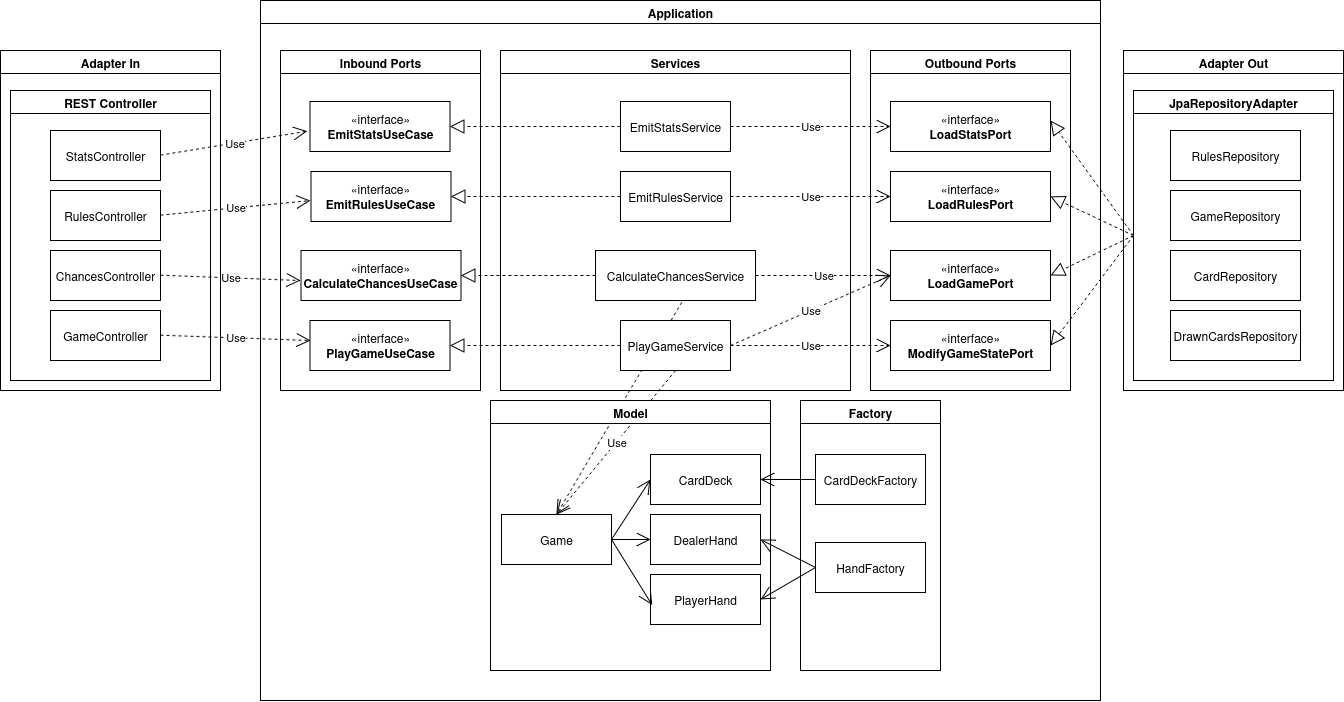 Application
Adapter In
Inbound Ports
Services
Outbound Ports
Adapter Out
REST Controller
StatsController
RulesController
ChancesController
GameController
Use
Use
Use
Use
«interface»
EmitStatsUseCase
«interface»
EmitRulesUseCase
«interface»
CalculateChancesUseCase
«interface»
PlayGameUseCase
EmitStatsService
EmitRulesService
CalculateChancesService
PlayGameService
Use
Use
Use
Use
Use
«interface»
LoadStatsPort
«interface»
LoadRulesPort
«interface»
LoadGamePort
«interface»
ModifyGameStatePort
JpaRepositoryAdapter
RulesRepository
GameRepository
CardRepository
DrawnCardsRepository
Model
Use
Game
CardDeck
DealerHand
PlayerHand
Factory
CardDeckFactory
HandFactory